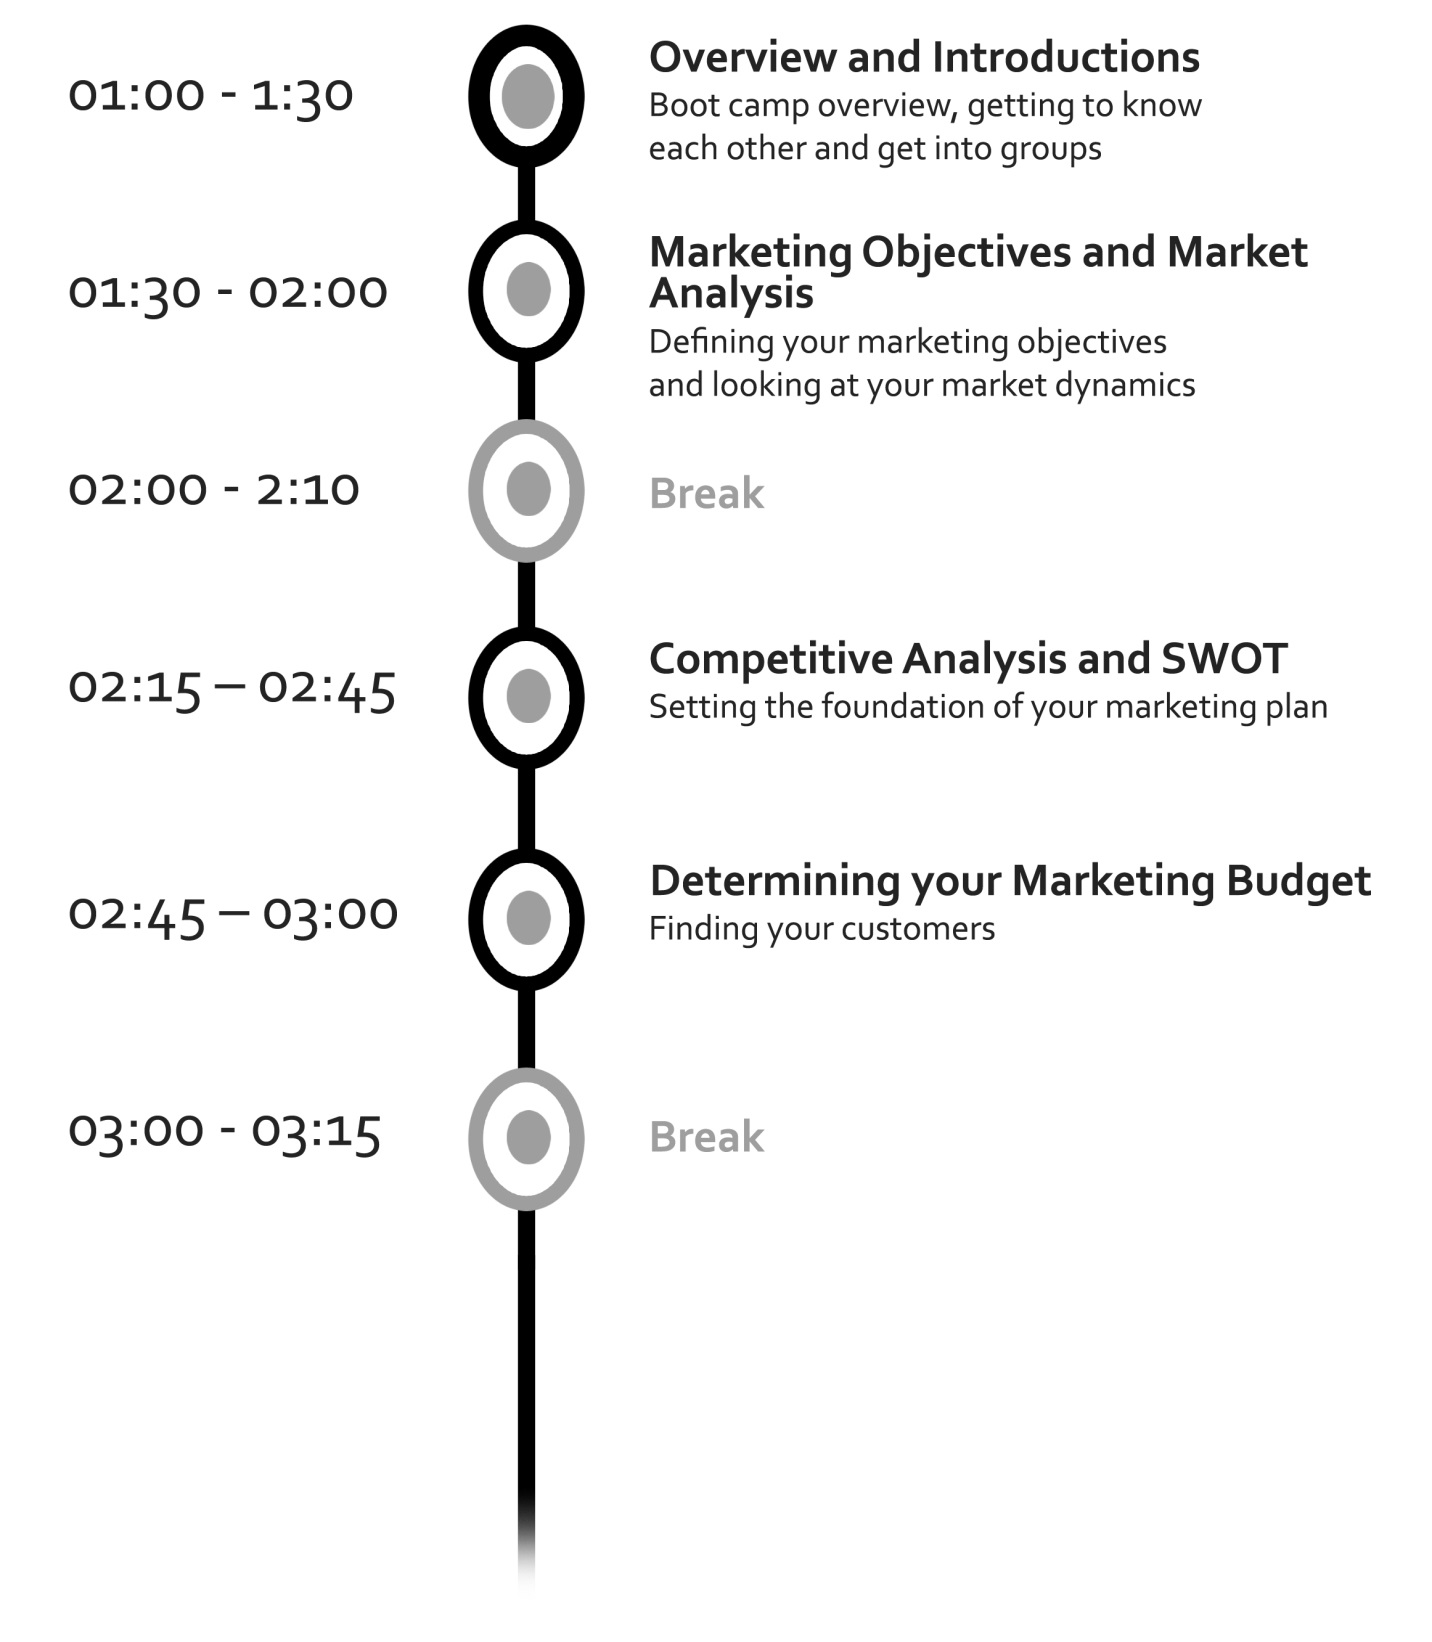 01:00 - 1:30
Overview and Introductions
Boot camp overview, getting to know
each other and get into groups
01:30 - 02:00
Marketing Objectives and Market
Analysis
Defining your marketing objectives
and looking at your market dynamics
02:00 - 2:10
Break
02:15 – 02:45
Competitive Analysis and SWOT
Setting the foundation of your marketing plan
02:45 – 03:00
Determining your Marketing Budget
Finding your customers
03:00 - 03:15
Break